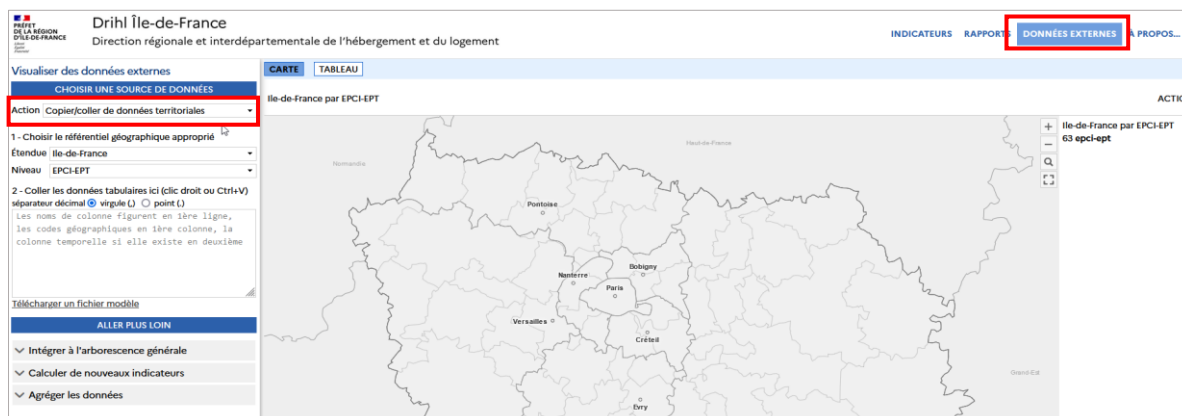 PRÉFET
DE LA RÉGION
D'ÎLE-DE-FRANCE
Drihl Île-de-France
Direction régionale et interdépartementale de l'hébergement et du logement
INDICATEURS RAPPORTS DONNÉES EXTERNES À PROPOS...
Visualiser des données externes
CHOISIR UNE SOURCE DE DONNÉES
Action Copier/coller de données territoriales
1 - Choisir le référentiel géographique approprié
Étendue Ile-de-France
Niveau EPCI-EPT
2 - Coller les données tabulaires ici (clic droit ou Ctrl+V)
séparateur décimal virgule (,) point (.)
Les noms de colonne figurent en 1ère ligne,
les codes géographiques en 1ère colonne, la
colonne temporelle si elle existe en deuxième
Télécharger un fichier modèle
ALLER PLUS LOIN
Intégrer à l'arborescence générale
Calculer de nouveaux indicateurs
Agréger les données
CARTE TABLEAU
Ile-de-France par EPCI-EPT
ACTIO
Normandie
Haut-de-France
Pontoise
Nanterre
Bobigny
Paris
Versailles
Créteil
Evry
Grand-Est
+
−
Ile-de-France par EPCI-EPT
63 epci-ept